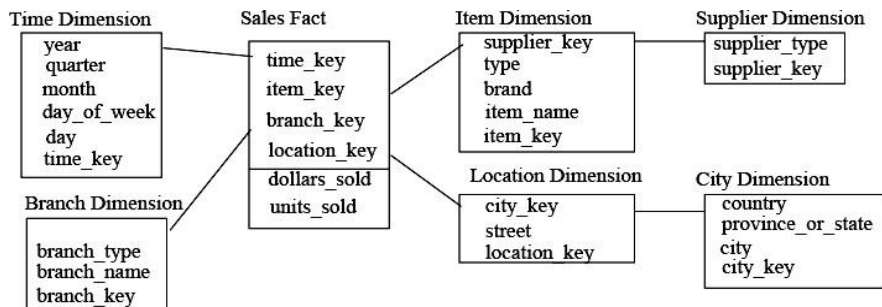 Time Dimension
year
quarter
month
day_of_week
day
time_key
Sales Fact
time_key
item_key
branch_key
location_key
dollars_sold
units_sold
Item Dimension
supplier_key
type
brand
item_name
item_key
Supplier Dimension
supplier_type
supplier_key
Branch Dimension
branch_type
branch_name
branch_key
Location Dimension
city_key
street
location_key
City Dimension
country
province_or_state
city
city_key